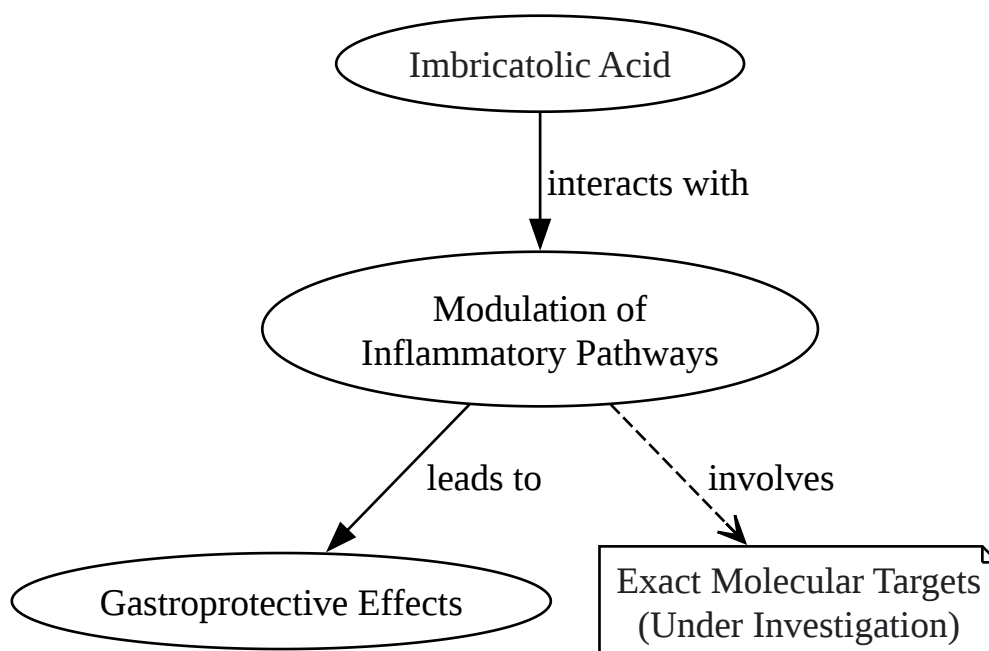 Imbricatolic Acid
interacts with
Modulation of
Inflammatory Pathways
leads to
involves
Gastroprotective Effects
Exact Molecular Targets
(Under Investigation)